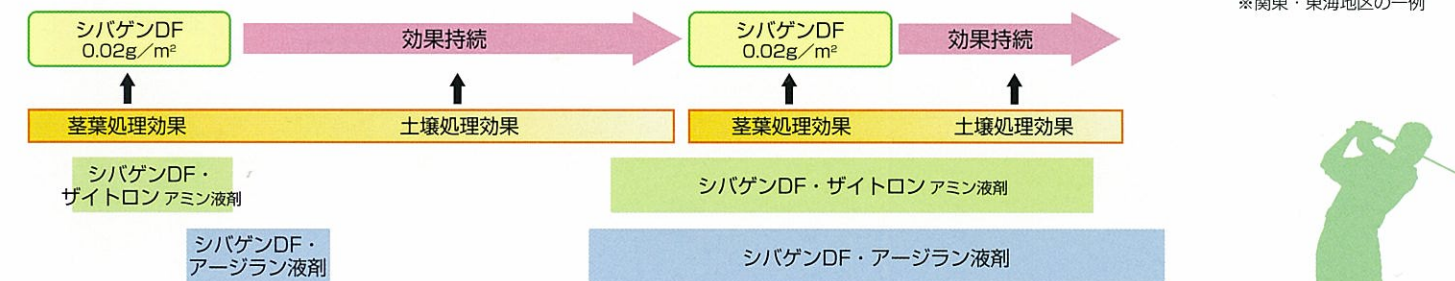 ※関東・東海地区の一例
シバゲンDF
0.02g／m²
効果持続
シバゲンDF
0.02g／m²
効果持続
茎葉処理効果
土壌処理効果
茎葉処理効果
土壌処理効果
シバゲンDF・
ザイトロン アミン液剤
シバゲンDF・ザイトロン アミン液剤
シバゲンDF・
アージラン液剤
シバゲンDF・アージラン液剤